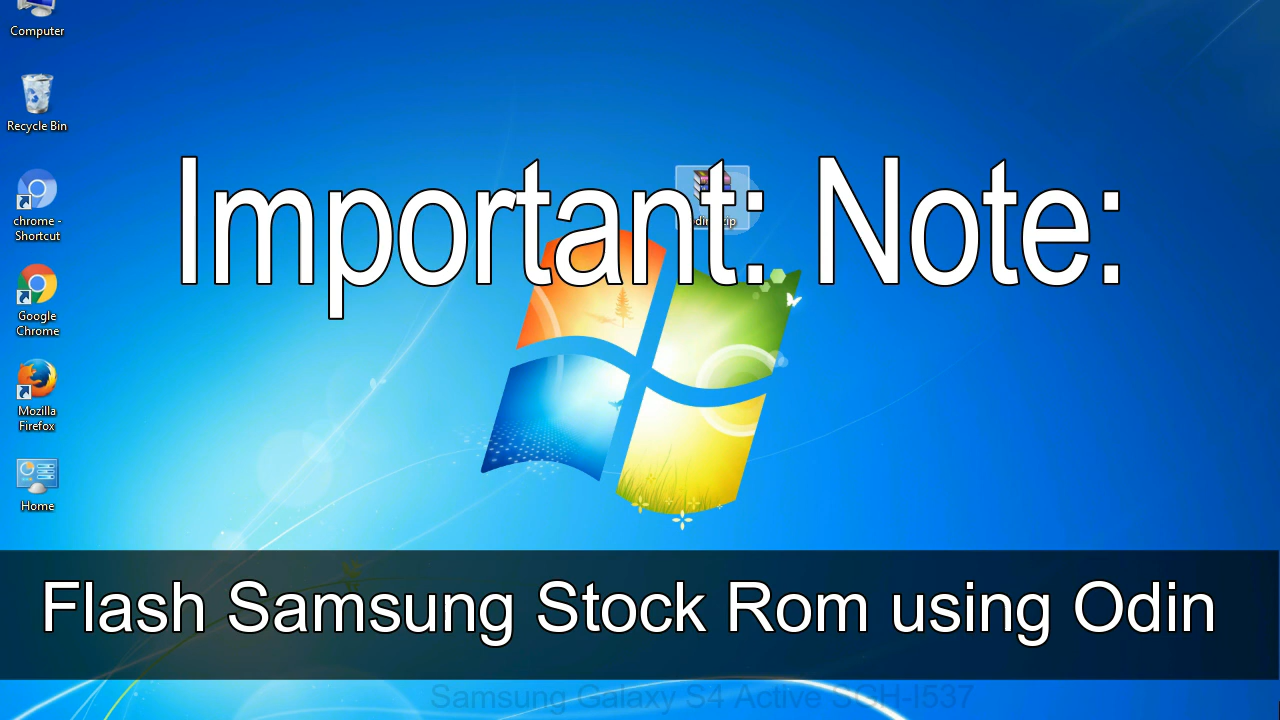 Computer
Recycle Bin
chrome -
Shortcut
Google
Chrome
Mozilla
Firefox
Home
Important: Note:
Flash Samsung Stock Rom using Odin
Samsung Galaxy S4 Active SGH-I537